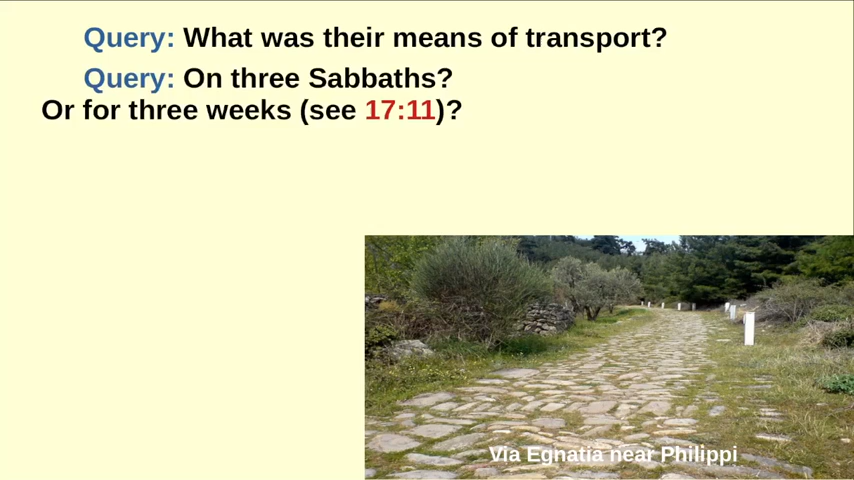 Query: What was their means of transport?
Query: On three Sabbaths?
Or for three weeks (see 17:11)?
Via Egnatia near Philippi